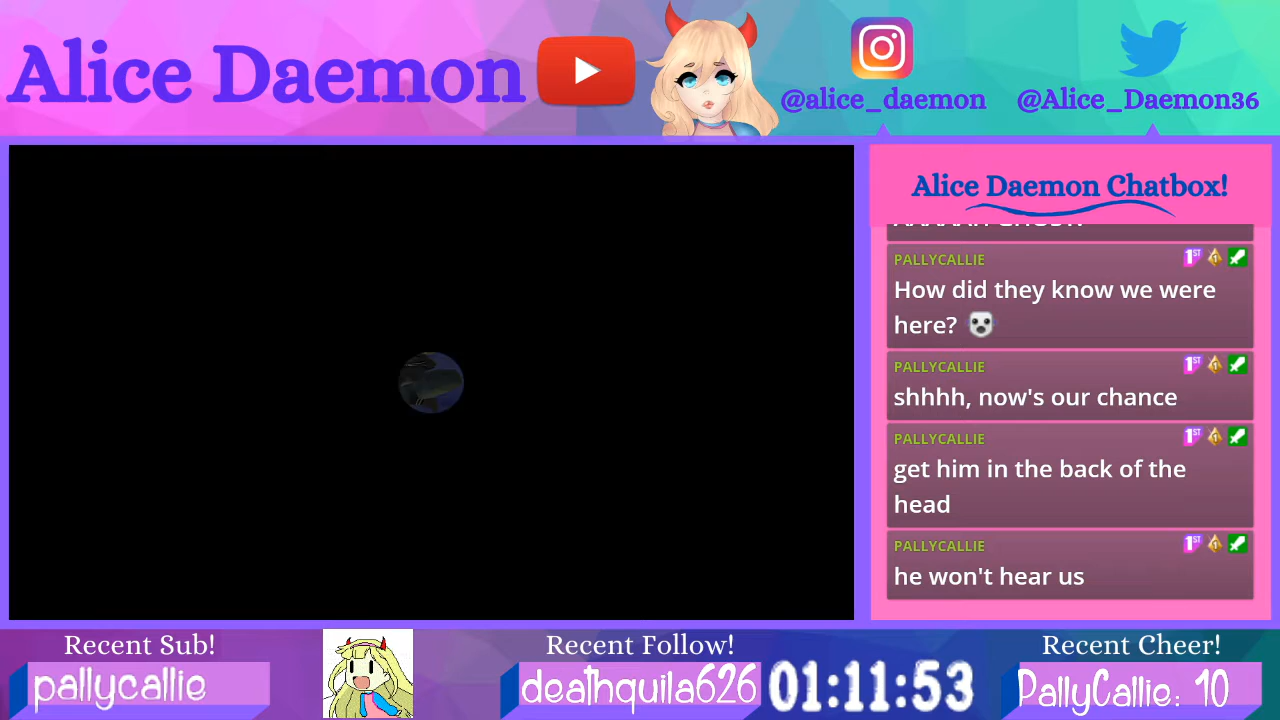 Alice Daemon
@alice_daemon
@Alice_Daemon36
Alice Daemon Chatbox!
PALLYCALLIE
How did they know we were
here?
PALLYCALLIE
shhhh, now's our chance
PALLYCALLIE
get him in the back of the
head
PALLYCALLIE
he won't hear us
Recent Sub!
pallycallie
Recent Follow!
deathquila626
01:11:53
Recent Cheer!
PallyCallie: 10